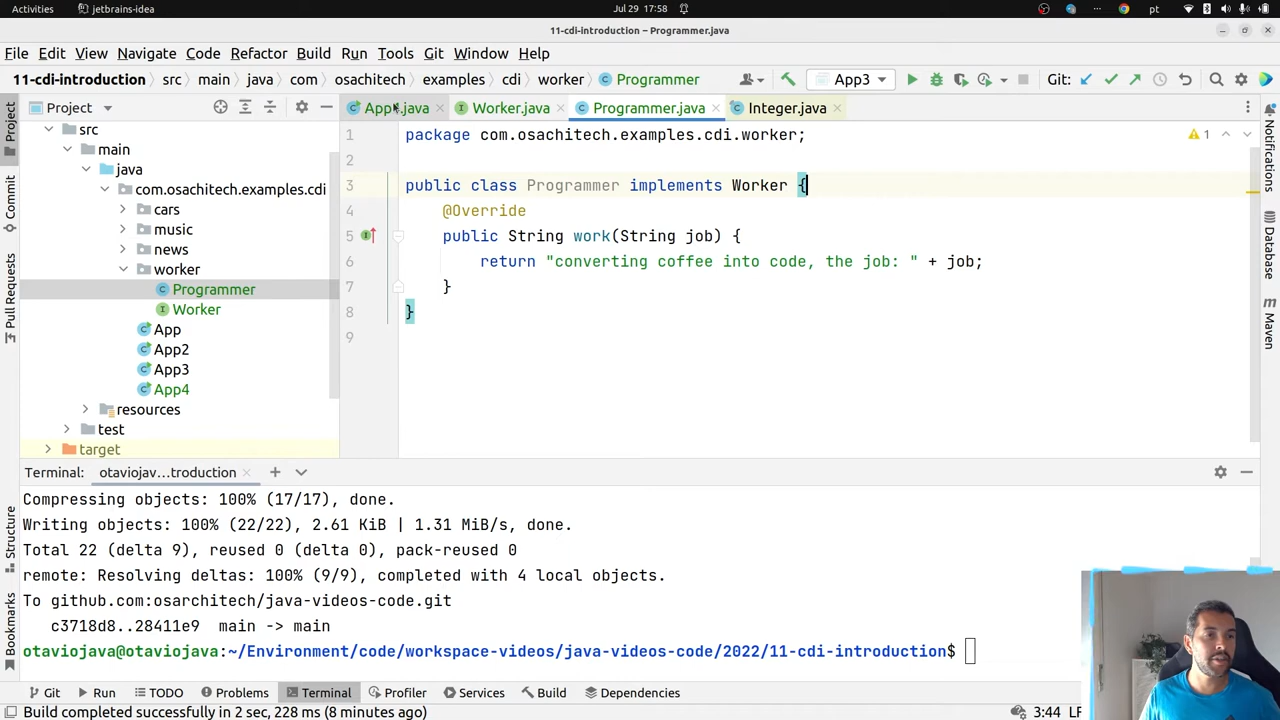 Activities
jetbrains-idea
Jul 29 17:58
pt
11-cdi-introduction – Programmer.java
File Edit View Navigate Code Refactor Build Run Tools Git Window Help
11-cdi-introduction src main java com osachitech examples cdi worker Programmer
App3
Git:
Project
App4.java
Worker.java
Programmer.java
Integer.java
src
main
java
com.osachitech.examples.cdi
cars
music
news
worker
Programmer
Worker
App
App2
App3
App4
resources
test
target
1 package com.osachitech.examples.cdi.worker;
2
3 public class Programmer implements Worker {
4 @Override
5 public String work(String job) {
6 return "converting coffee into code, the job: " + job;
7 }
8 }
9
1
Project
Commit
Pull Requests
Structure
Bookmarks
Notifications
Database
Maven
Terminal: otaviojav...troduction
Compressing objects: 100% (17/17), done.
Writing objects: 100% (22/22), 2.61 KiB | 1.31 MiB/s, done.
Total 22 (delta 9), reused 0 (delta 0), pack-reused 0
remote: Resolving deltas: 100% (9/9), completed with 4 local objects.
To github.com:osarchitech/java-videos-code.git
c3718d8..28411e9 main -> main
otaviojava@otaviojava:~/Environment/code/workspace-videos/java-videos-code/2022/11-cdi-introduction$
Git Run TODO Problems Terminal Profiler Services Build Dependencies
Build completed successfully in 2 sec, 228 ms (8 minutes ago)
3:44 LF